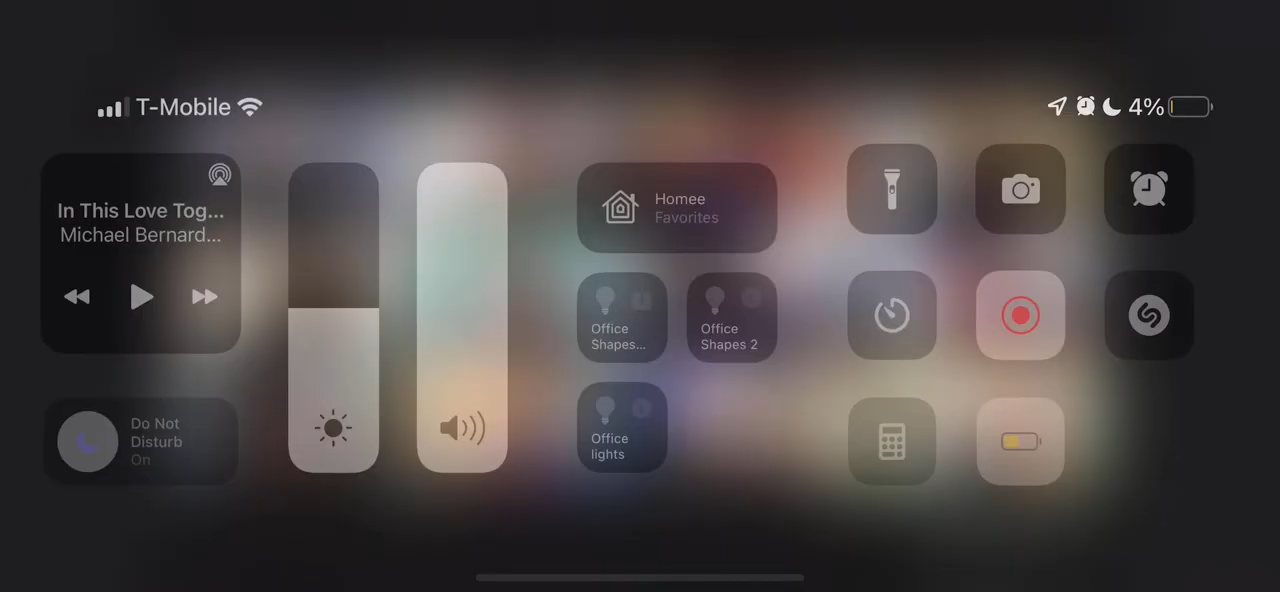 T-Mobile
4%
In This Love Tog...
Michael Bernard...
Do Not
Disturb
On
Homee
Favorites
Office
Shapes...
Office
Shapes 2
Office
lights